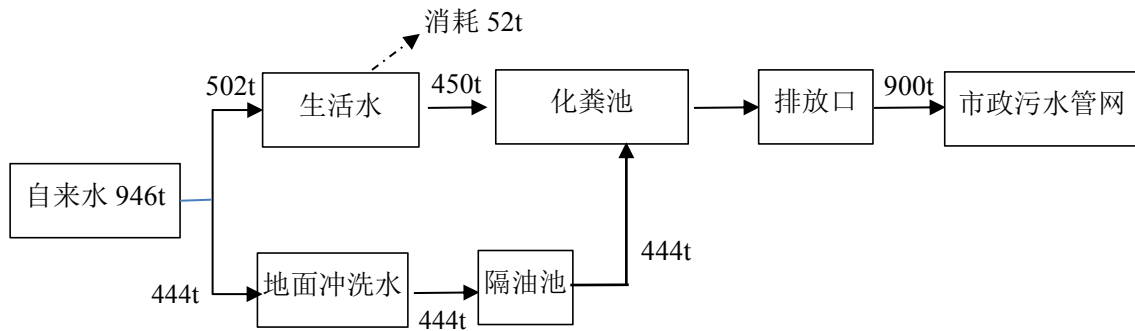 消耗 52t
502t
生活水
450t
化粪池
排放口
900t
市政污水管网
自来水 946t
444t
地面冲洗水
444t
隔油池
444t